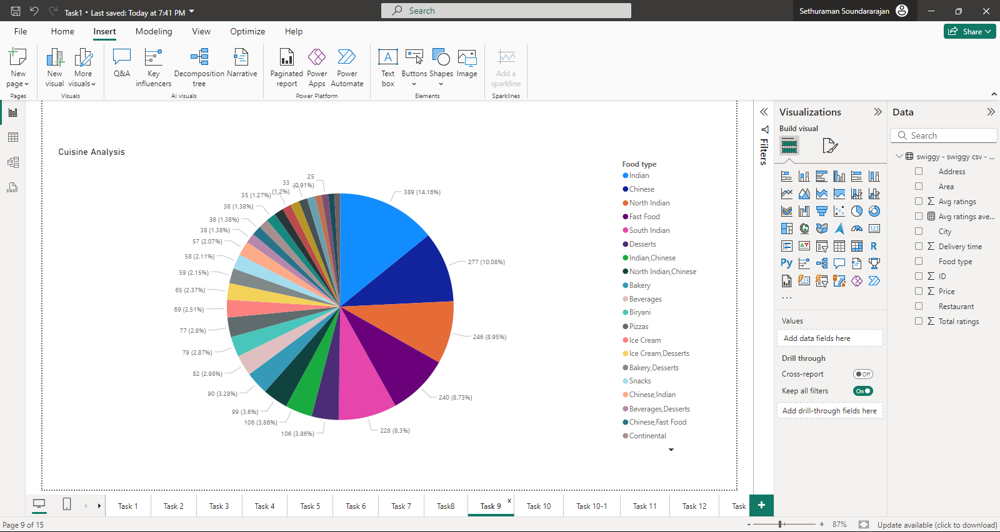 Task1 • Last saved: Today at 7:41 PM
Search
Sethuraman Soundararajan
File Home Insert Modeling View Optimize Help
Share
New page
New visual
More visuals
Q&A
Key influencers
Decomposition tree
Narrative
Paginated report
Power Apps
Power Automate
Text box
Buttons
Shapes
Image
Add a sparkline
Pages
Visuals
AI visuals
Power Platform
Elements
Sparklines
Cuisine Analysis
389 (14.16%)
277 (10.08%)
246 (8.95%)
240 (8.73%)
228 (8.3%)
106 (3.86%)
106 (3.86%)
99 (3.6%)
90 (3.28%)
82 (2.98%)
79 (2.87%)
77 (2.8%)
69 (2.51%)
65 (2.37%)
59 (2.15%)
58 (2.11%)
57 (2.07%)
38 (1.38%)
38 (1.38%)
38 (1.38%)
35 (1.27%)
33 (1.2%)
25 (0.91%)
Food type
Indian
Chinese
North Indian
Fast Food
South Indian
Desserts
Indian,Chinese
North Indian,Chinese
Bakery
Beverages
Biryani
Pizzas
Ice Cream
Ice Cream,Desserts
Bakery,Desserts
Snacks
Chinese,Indian
Beverages,Desserts
Chinese,Fast Food
Continental
Filters
Visualizations
Build visual
R
Py
123
...
Values
Add data fields here
Drill through
Cross-report Off
Keep all filters On
Add drill-through fields here
Data
Search
swiggy - swiggy csv - ...
Address
Area
Avg ratings
Avg ratings ave...
City
Delivery time
Food type
ID
Price
Restaurant
Total ratings
Task 1 Task 2 Task 3 Task 4 Task 5 Task 6 Task 7 Task8 Task 9 x Task 10 Task 10-1 Task 11 Task 12 Task
+
Page 9 of 15
- + 87%
Update available (click to download)